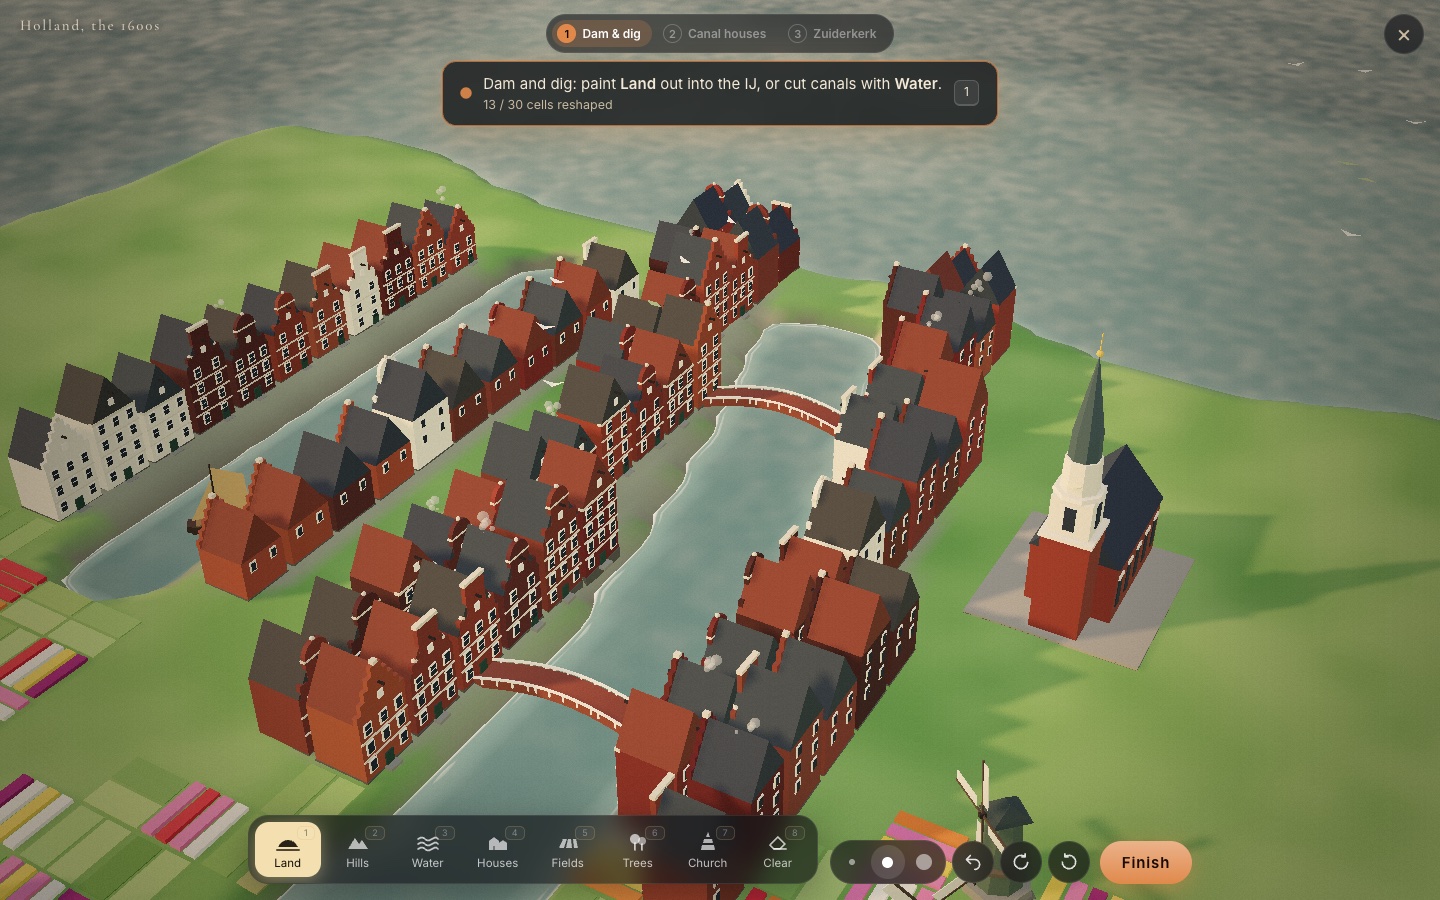 Holland, the 1600s
1 Dam & dig 2 Canal houses 3 Zuiderkerk
Dam and dig: paint Land out into the IJ, or cut canals with Water.
13 / 30 cells reshaped
1
1 2 3 4 5 6 7 8
Land Hills Water Houses Fields Trees Church Clear
Finish